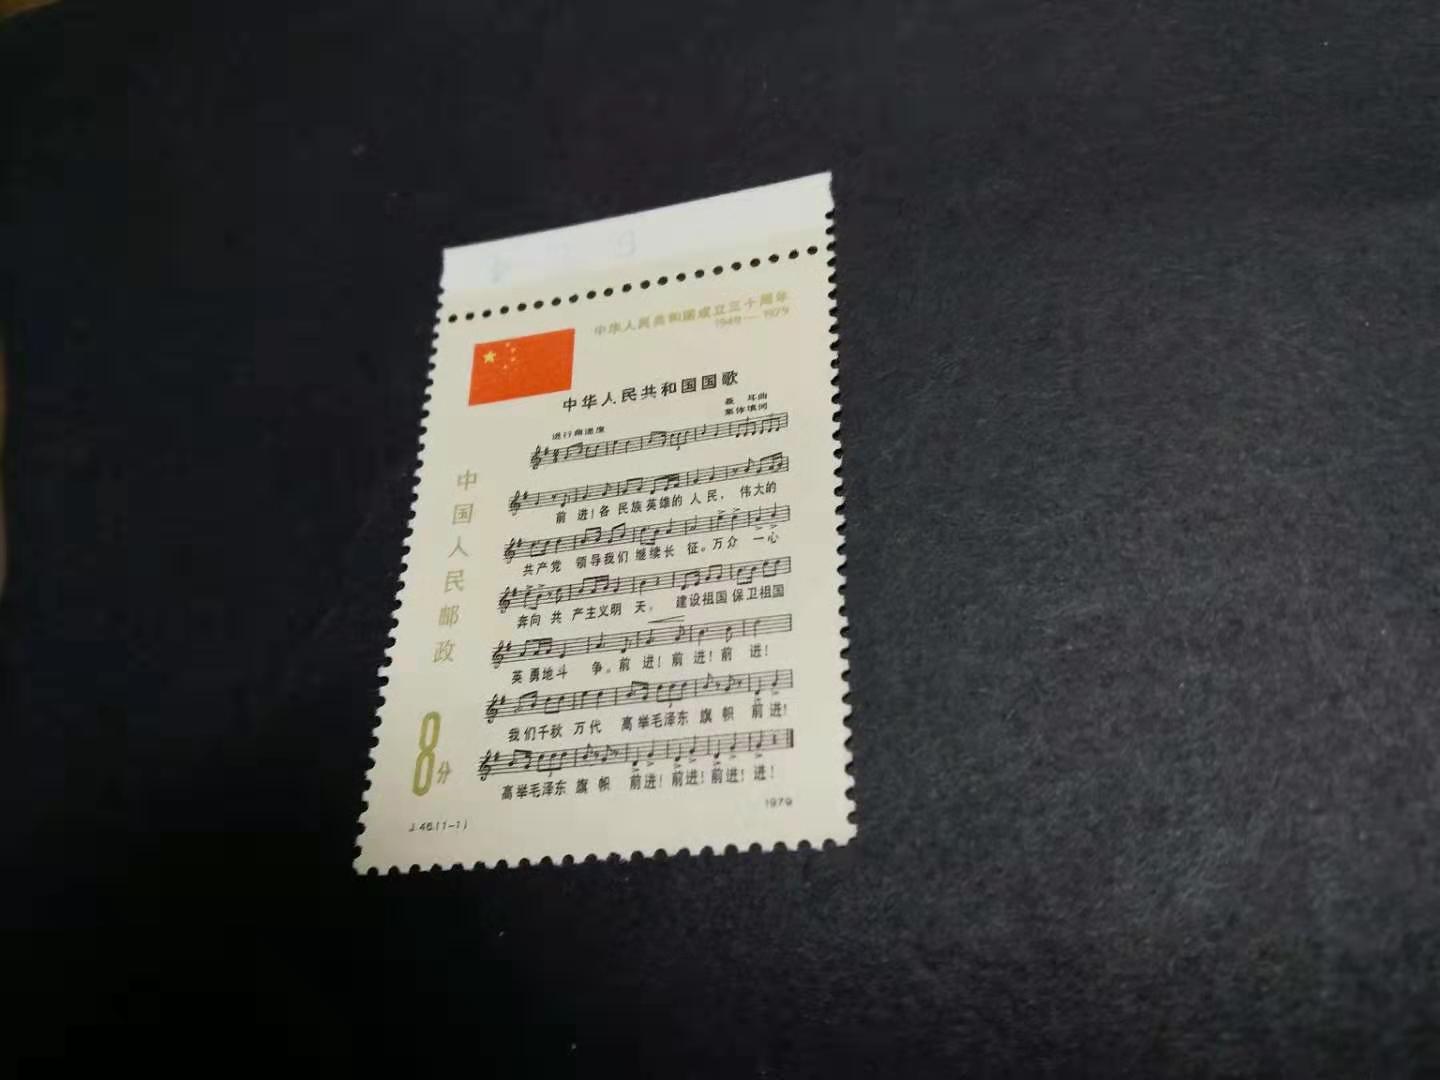 中华人民共和国成立三十周年
1949—1979
中华人民共和国国歌
聂耳曲
集体填词
进行曲速度
前 进!各 民族英雄的 人 民, 伟大的
共产党 领导我们 继续长 征。万众 一心
奔向 共 产主义明 天, 建设祖国 保卫祖国
英 勇地斗 争。前 进! 前 进! 前 进!
我们千秋 万代 高举毛泽东 旗 帜 前进!
高举毛泽东 旗 帜 前进! 前进! 前进! 进!
中国人民邮政
8分
J.46.(1-1)
1979